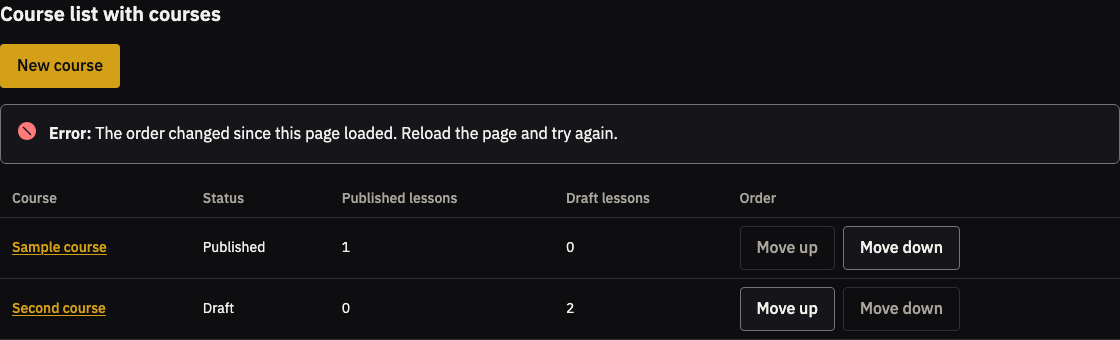 Course list with courses
New course
Error: The order changed since this page loaded. Reload the page and try again.
Course Status Published lessons Draft lessons Order
Sample course Published 1 0 Move up Move down
Second course Draft 0 2 Move up Move down